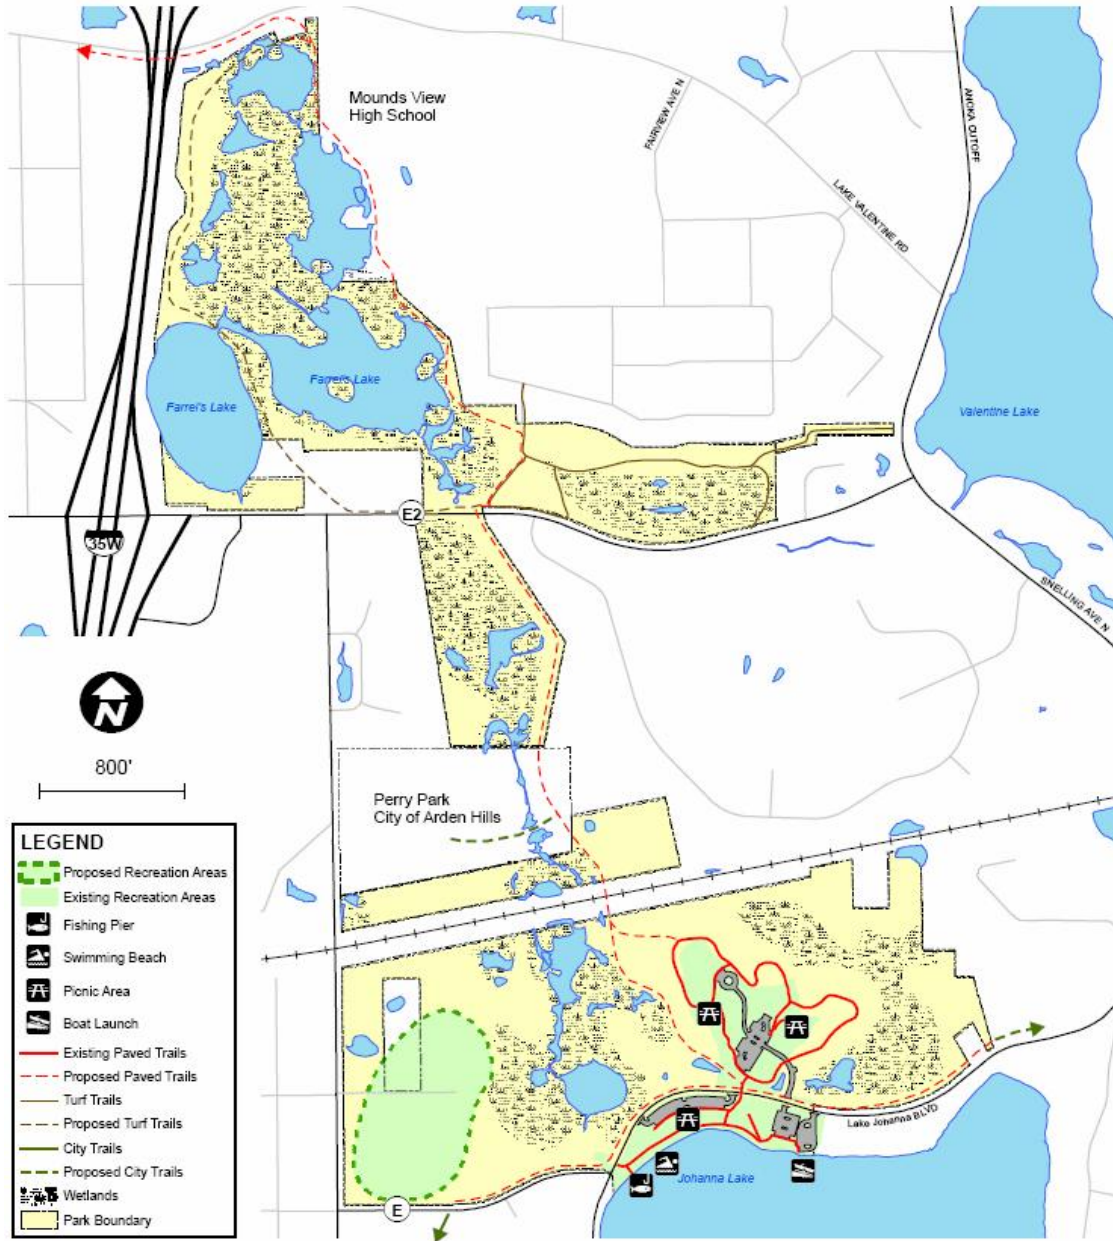 Mounds View
High School
FAIRVIEW AVE N
ANOKA CUTOFF
LAKE VALENTINE RD
Farrel's Lake
Farrel's Lake
Valentine Lake
E2
35W
SNELLING AVE N
N
800'
Perry Park
City of Arden Hills
LEGEND
Proposed Recreation Areas
Existing Recreation Areas
Fishing Pier
Swimming Beach
Picnic Area
Boat Launch
Existing Paved Trails
Proposed Paved Trails
Turf Trails
Proposed Turf Trails
City Trails
Proposed City Trails
Wetlands
Park Boundary
Lake Johanna BLVD
Johanna Lake
E